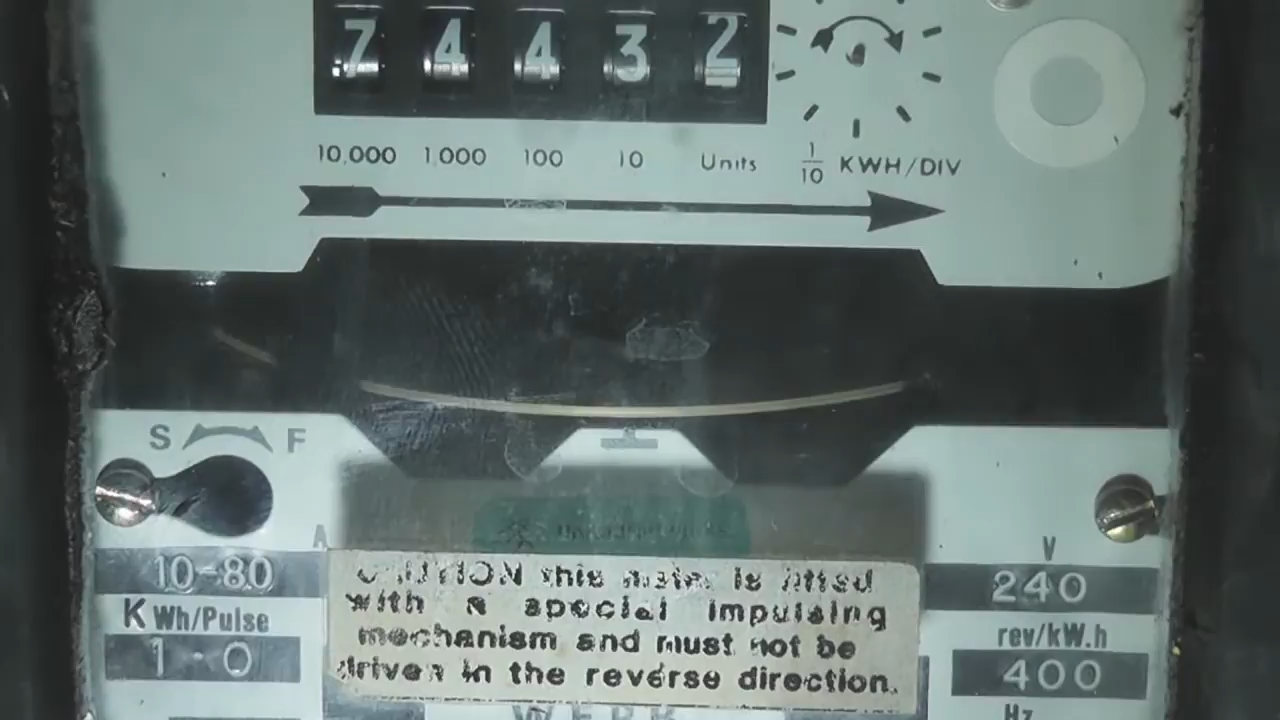 7 4 4 3 2
10,000 1,000 100 10 Units 1/10 KWH/DIV
S F
A
V
10-80
240
CAUTION this meter is fitted
with a special impulsing
mechanism and must not be
driven in the reverse direction.
K Wh/Pulse
rev/kW.h
1-0
400
Hz